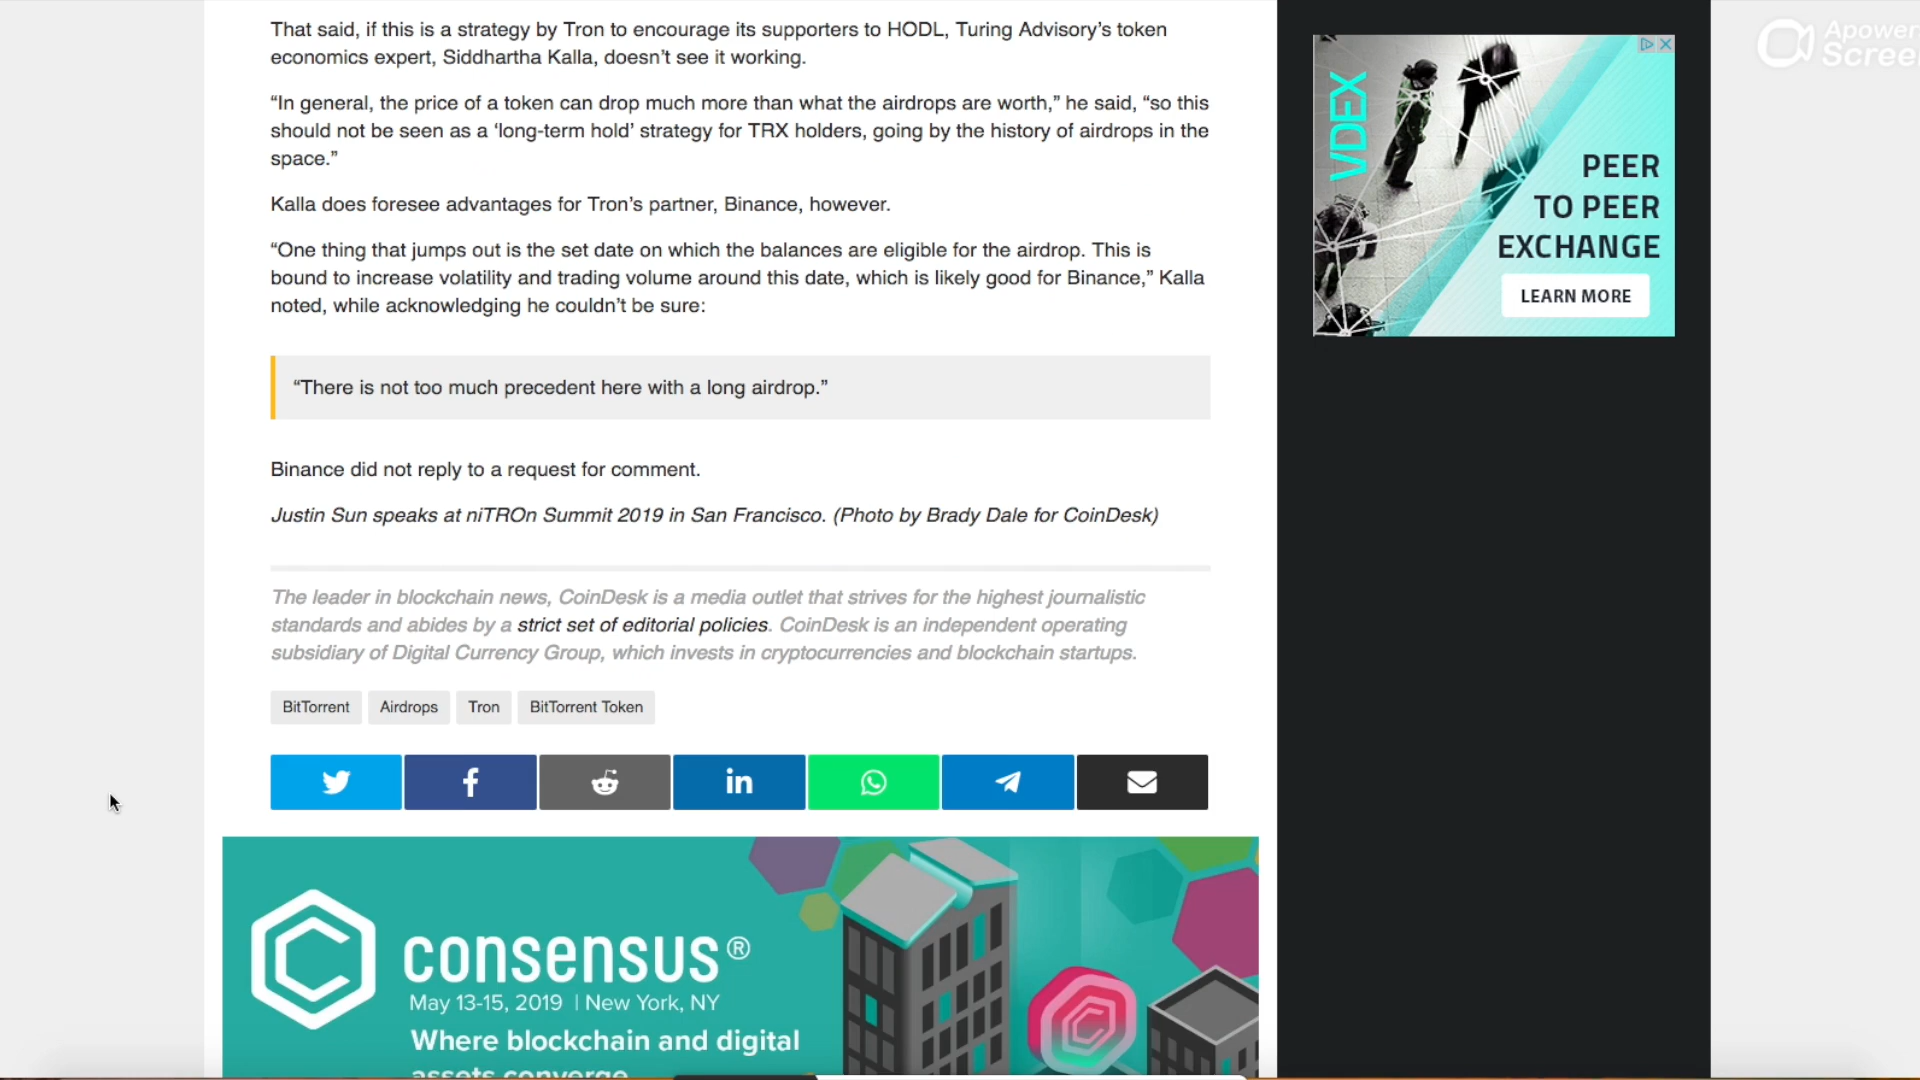 That said, if this is a strategy by Tron to encourage its supporters to HODL, Turing Advisory’s token
economics expert, Siddhartha Kalla, doesn’t see it working.
“In general, the price of a token can drop much more than what the airdrops are worth,” he said, “so this
should not be seen as a ‘long-term hold’ strategy for TRX holders, going by the history of airdrops in the
space.”
Kalla does foresee advantages for Tron’s partner, Binance, however.
“One thing that jumps out is the set date on which the balances are eligible for the airdrop. This is
bound to increase volatility and trading volume around this date, which is likely good for Binance,” Kalla
noted, while acknowledging he couldn’t be sure:
“There is not too much precedent here with a long airdrop.”
Binance did not reply to a request for comment.
Justin Sun speaks at niTROn Summit 2019 in San Francisco. (Photo by Brady Dale for CoinDesk)
The leader in blockchain news, CoinDesk is a media outlet that strives for the highest journalistic
standards and abides by a strict set of editorial policies. CoinDesk is an independent operating
subsidiary of Digital Currency Group, which invests in cryptocurrencies and blockchain startups.
BitTorrent Airdrops Tron BitTorrent Token
consensus®
May 13-15, 2019 | New York, NY
Where blockchain and digital
assets converge
VDEX
PEER
TO PEER
EXCHANGE
LEARN MORE
Apower
Scree